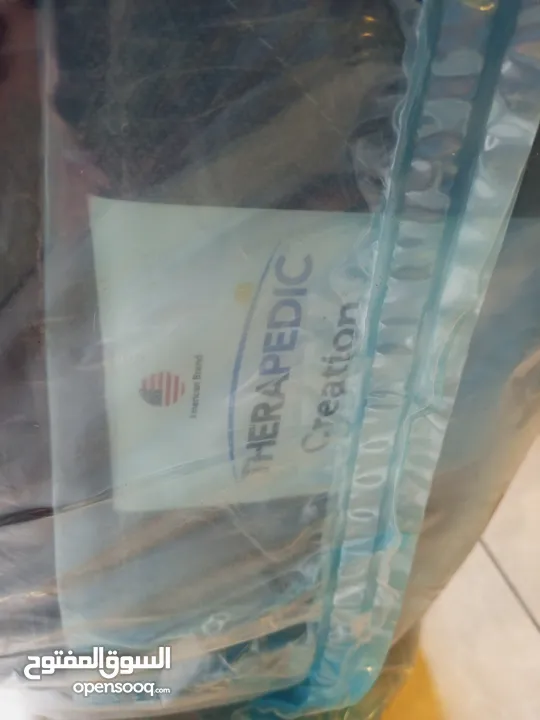 THERAPEDIC
Creation
American Brand
السوق المفتوح
opensooq.com